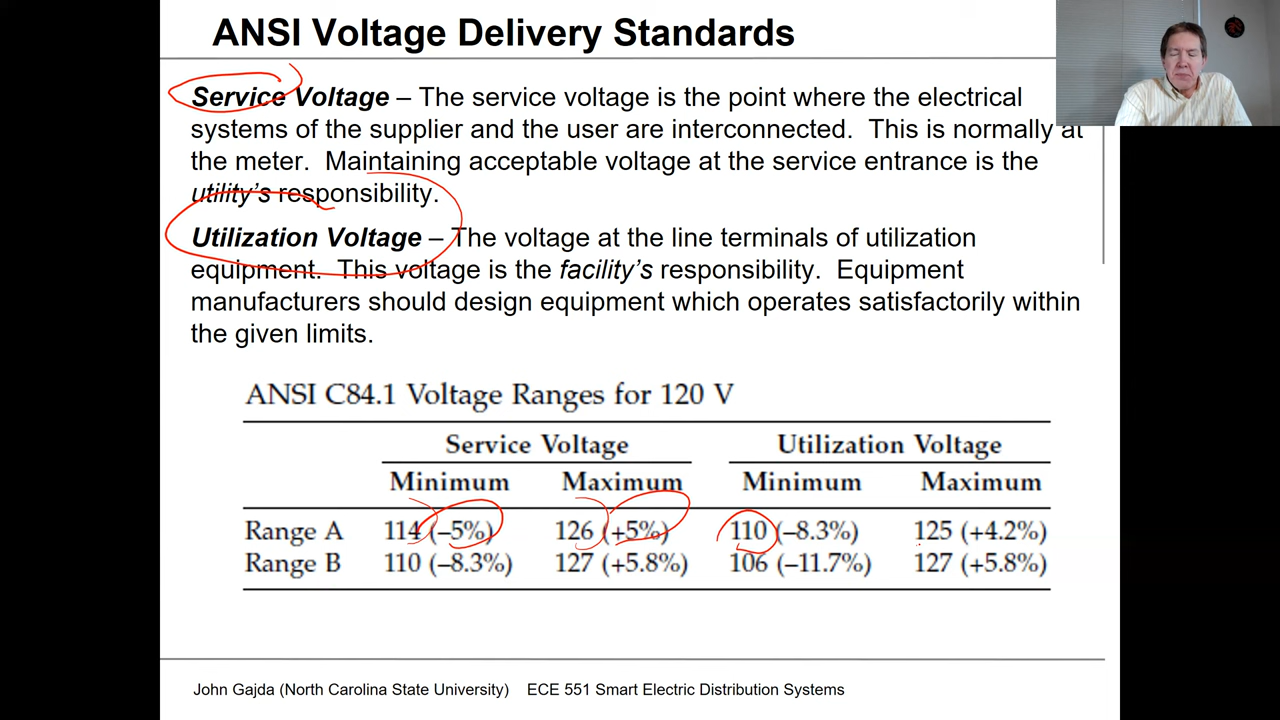 ANSI Voltage Delivery Standards
Service Voltage – The service voltage is the point where the electrical
systems of the supplier and the user are interconnected.  This is normally at
the meter.  Maintaining acceptable voltage at the service entrance is the
utility's responsibility.
Utilization Voltage – The voltage at the line terminals of utilization
equipment.  This voltage is the facility's responsibility.  Equipment
manufacturers should design equipment which operates satisfactorily within
the given limits.
ANSI C84.1 Voltage Ranges for 120 V
Service Voltage Utilization Voltage
Minimum Maximum Minimum Maximum
Range A 114 (–5%) 126 (+5%) 110 (–8.3%) 125 (+4.2%)
Range B 110 (–8.3%) 127 (+5.8%) 106 (–11.7%) 127 (+5.8%)
John Gajda (North Carolina State University) ECE 551 Smart Electric Distribution Systems